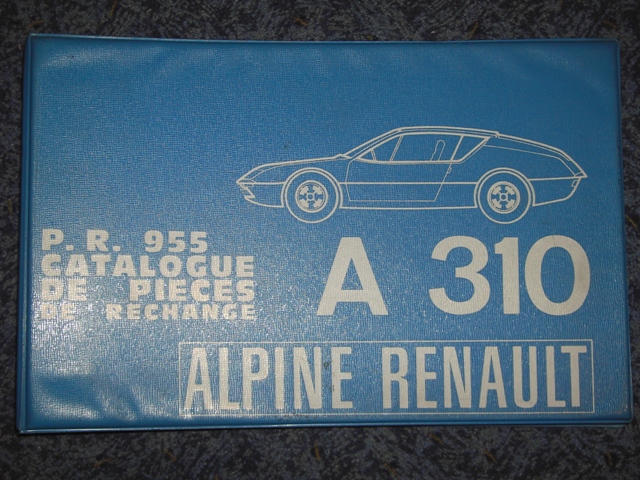 P. R. 955
CATALOGUE
DE PIECES
DE RECHANGE
A 310
ALPINE RENAULT